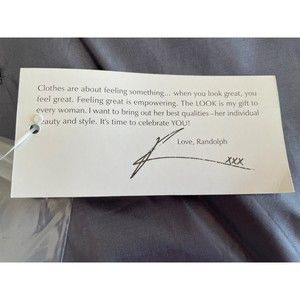 Clothes are about feeling something... when you look great, you
feel great. Feeling great is empowering. The LOOK is my gift to
every woman. I want to bring out her best qualities –her individual
beauty and style. It's time to celebrate YOU!
Love, Randolph
xxx